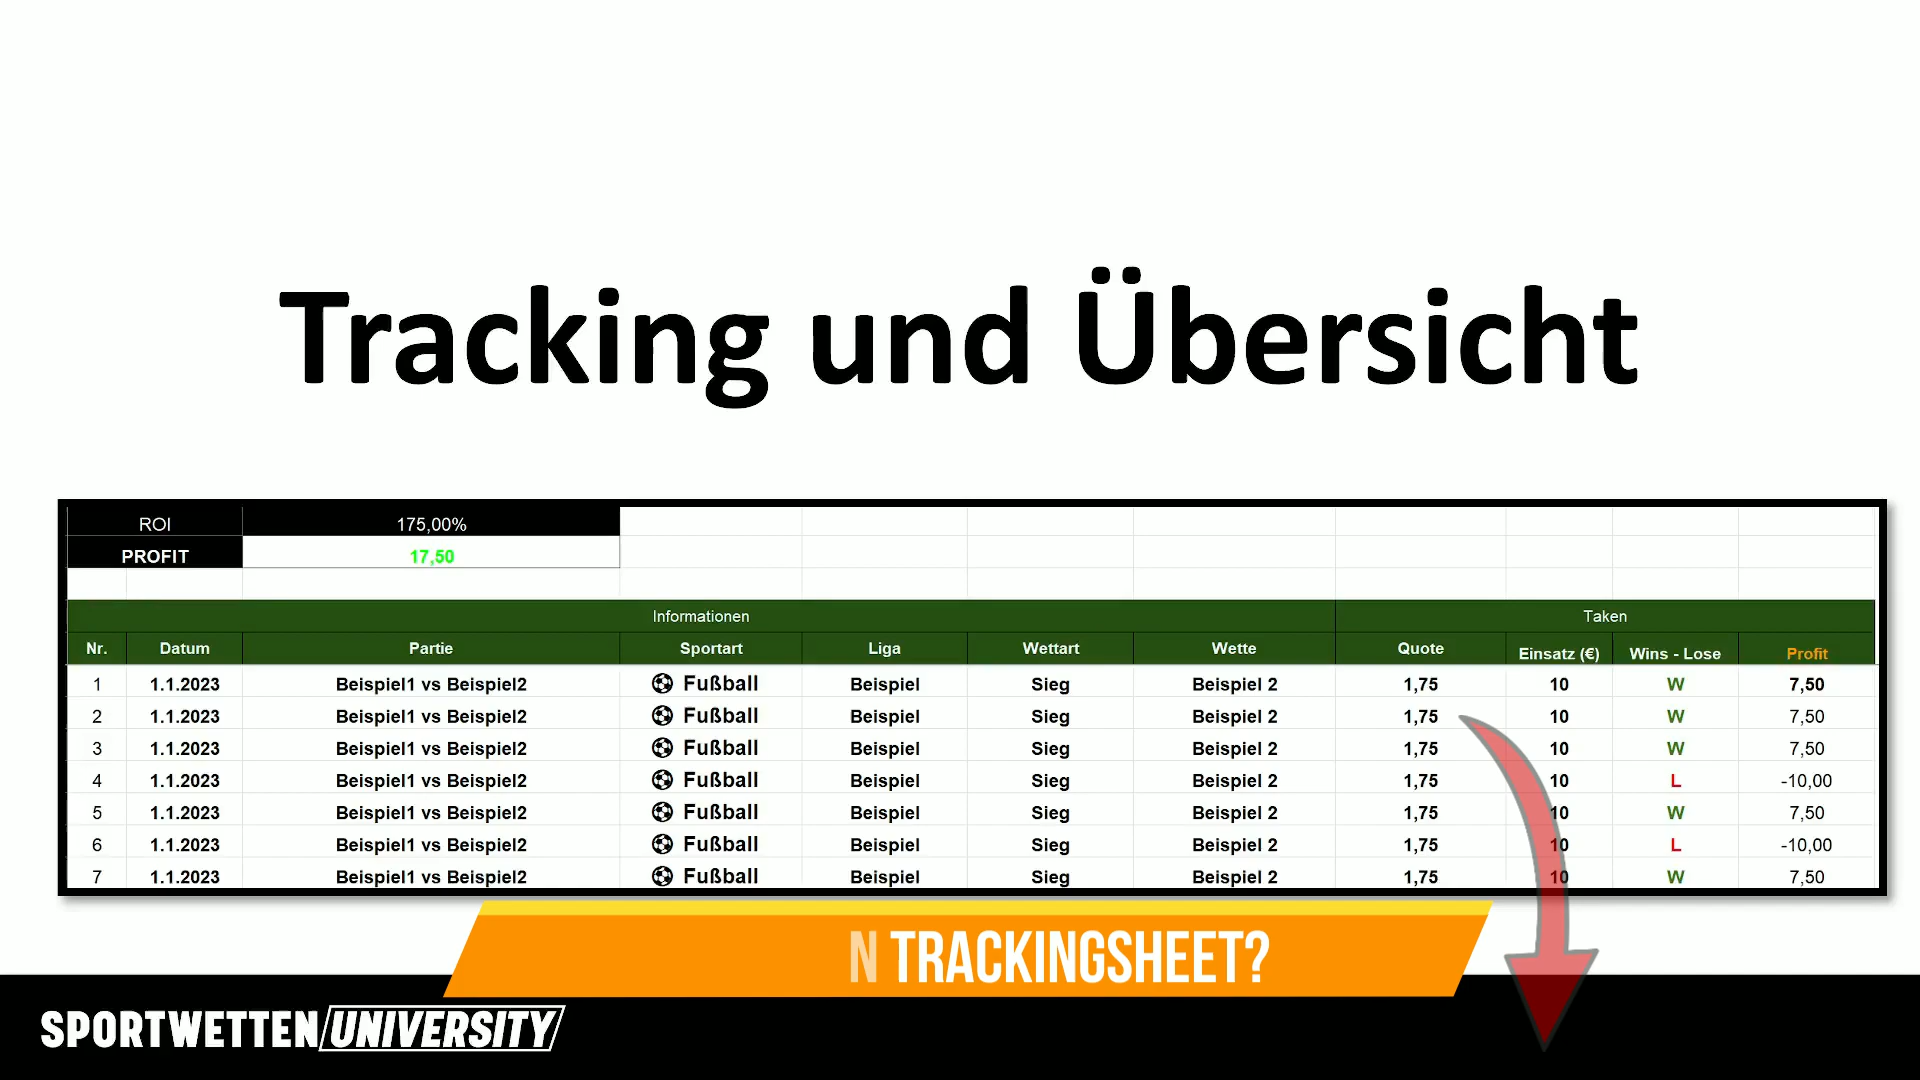 Tracking und Übersicht
ROI 175,00%
PROFIT 17,50
Informationen Taken
Nr. Datum Partie Sportart Liga Wettart Wette Quote Einsatz (€) Wins - Lose Profit
1 1.1.2023 Beispiel1 vs Beispiel2 Fußball Beispiel Sieg Beispiel 2 1,75 10 W 7,50
2 1.1.2023 Beispiel1 vs Beispiel2 Fußball Beispiel Sieg Beispiel 2 1,75 10 W 7,50
3 1.1.2023 Beispiel1 vs Beispiel2 Fußball Beispiel Sieg Beispiel 2 1,75 10 W 7,50
4 1.1.2023 Beispiel1 vs Beispiel2 Fußball Beispiel Sieg Beispiel 2 1,75 10 L -10,00
5 1.1.2023 Beispiel1 vs Beispiel2 Fußball Beispiel Sieg Beispiel 2 1,75 10 W 7,50
6 1.1.2023 Beispiel1 vs Beispiel2 Fußball Beispiel Sieg Beispiel 2 1,75 10 L -10,00
7 1.1.2023 Beispiel1 vs Beispiel2 Fußball Beispiel Sieg Beispiel 2 1,75 10 W 7,50
N TRACKINGSHEET?
SPORTWETTEN UNIVERSITY